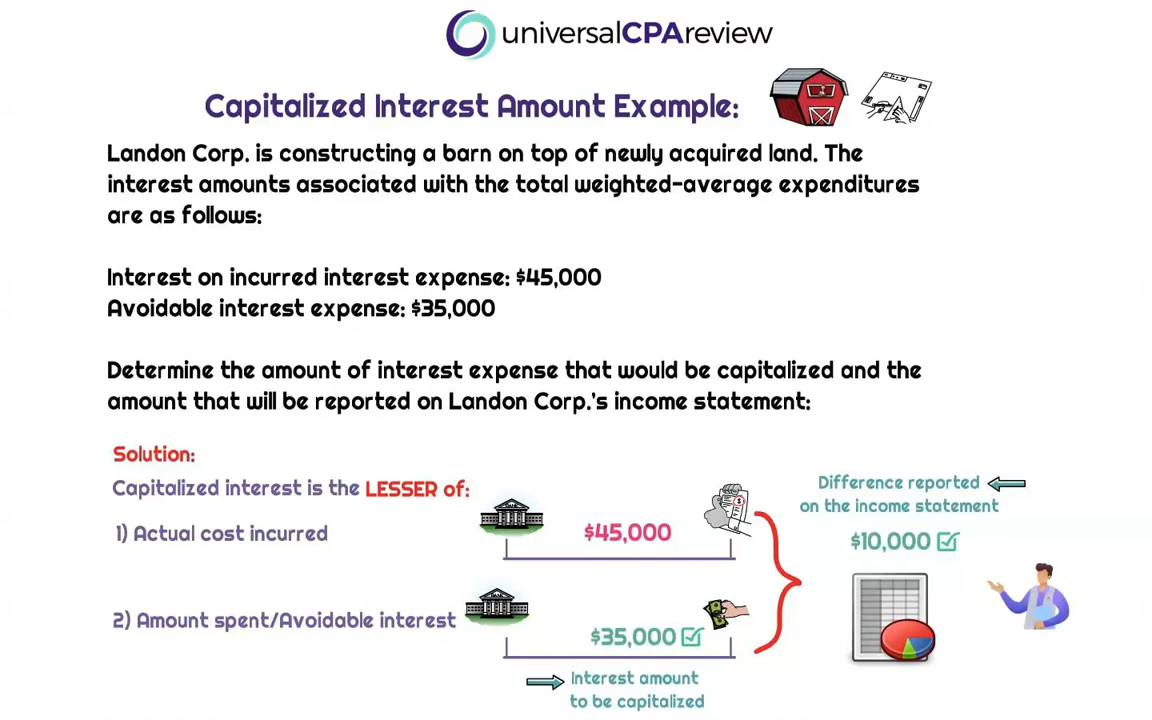 universalCPAreview
Capitalized Interest Amount Example:
Landon Corp. is constructing a barn on top of newly acquired land. The
interest amounts associated with the total weighted-average expenditures
are as follows:
Interest on incurred interest expense: $45,000
Avoidable interest expense: $35,000
Determine the amount of interest expense that would be capitalized and the
amount that will be reported on Landon Corp.'s income statement:
Solution:
Capitalized interest is the LESSER of:
1) Actual cost incurred
$45,000
2) Amount spent/Avoidable interest
$35,000
Interest amount
to be capitalized
Difference reported
on the income statement
$10,000